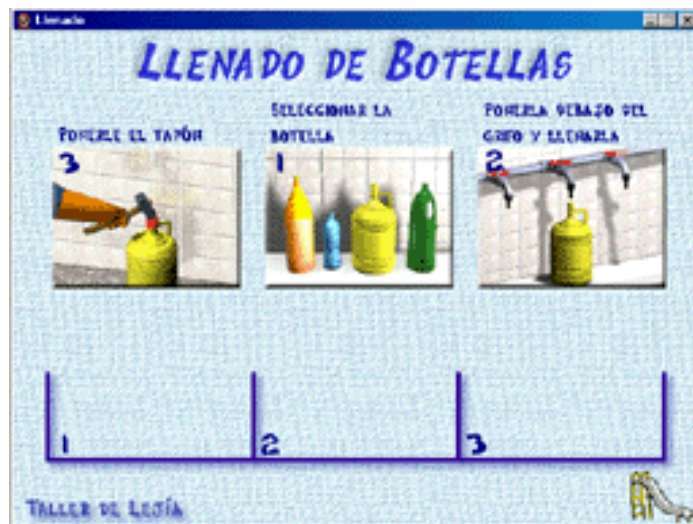 Llenado
LLENADO DE BOTELLAS
PONERLE EL TAPÓN
3
SELECCIONAR LA
BOTELLA
1
PONERLA DEBAJO DEL
GRIFO Y LLENARLA
2
1
2
3
TALLER DE LEJÍA